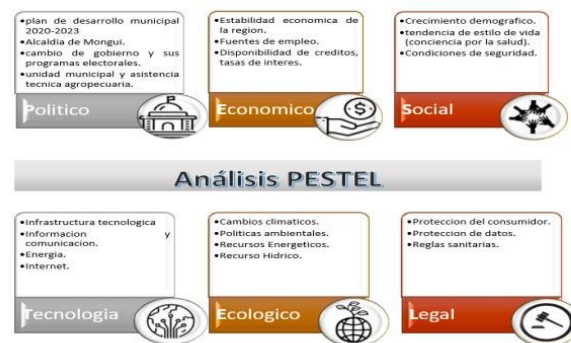 •plan de desarrollo municipal
2020-2023
•Alcaldia de Mongui.
•cambio de gobierno y sus
programas electorales.
•unidad municipal y asistencia
tecnica agropecuaria.
Politico
•Estabilidad economica de
la region.
•Fuentes de empleo.
•Disponibilidad de creditos,
tasas de interes.
Economico
•Crecimiento demografico.
•tendencia de estilo de vida
(conciencia por la salud).
•Condiciones de seguridad.
Social
Análisis PESTEL
•Infrastructura tecnologica
•Informacion y
comunicacion.
•Energia.
•Internet.
Tecnologia
•Cambios climaticos.
•Politicas ambientales.
•Recursos Energeticos.
•Recurso Hidrico.
Ecologico
•Proteccion del consumidor.
•Proteccion de datos.
•Reglas sanitarias.
Legal